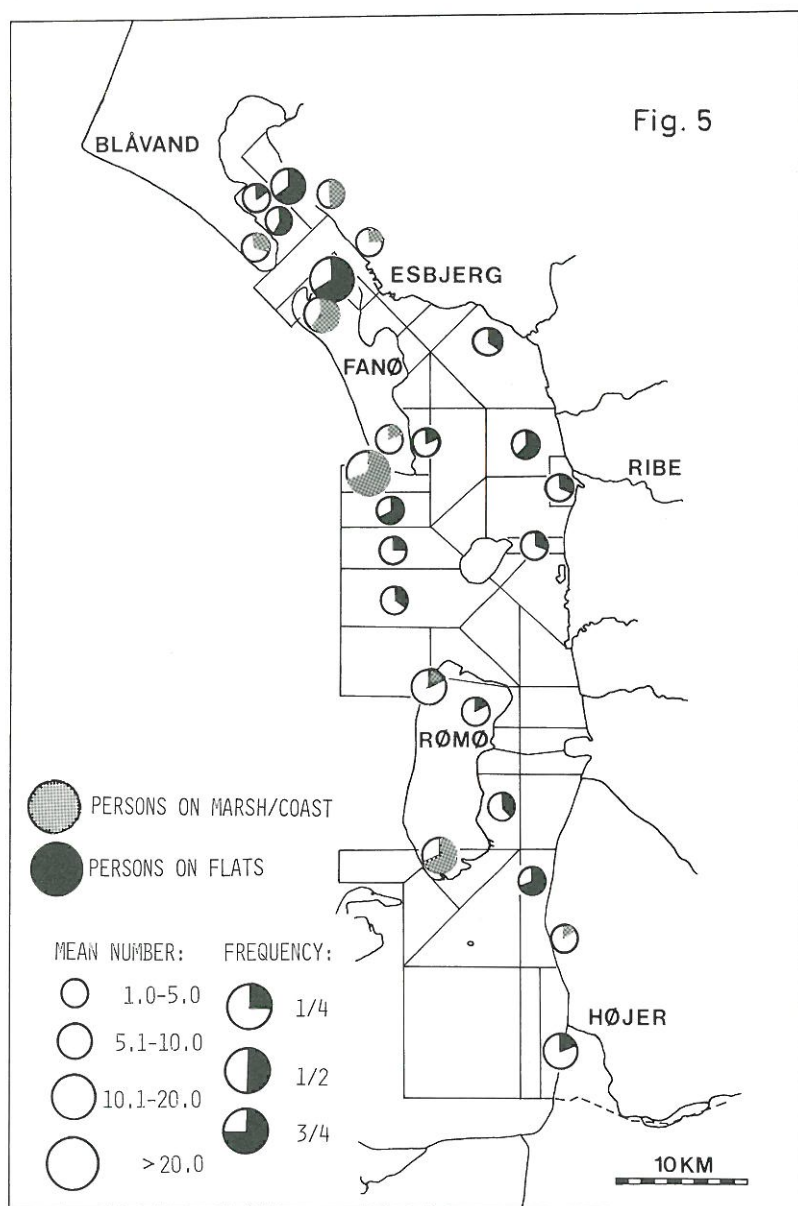 Fig. 5
BLÅVAND
ESBJERG
FANØ
RIBE
RØMØ
PERSONS ON MARSH/COAST
PERSONS ON FLATS
MEAN NUMBER:
1.0-5.0
5.1-10.0
10.1-20.0
>20.0
FREQUENCY:
1/4
1/2
3/4
HØJER
10 KM